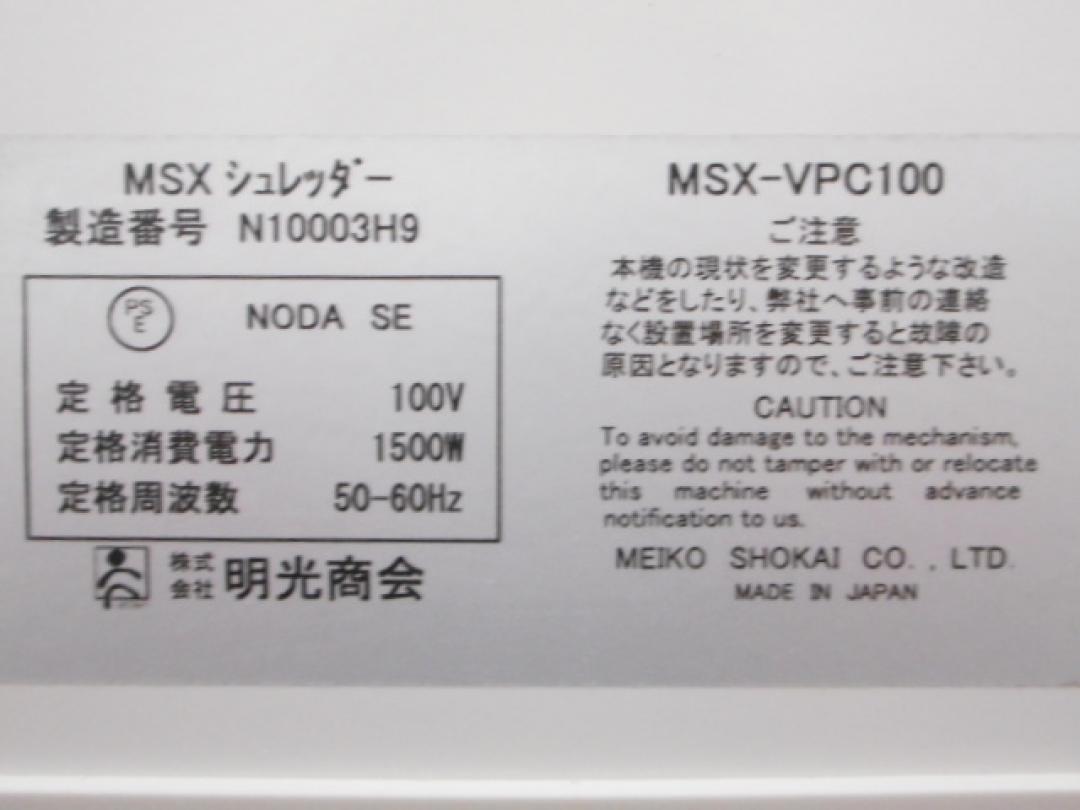 MSX シュレッダー
製造番号 N10003H9
PS
E
NODA SE
定格電圧 100V
定格消費電力 1500W
定格周波数 50-60Hz
株式
会社 明光商会
MSX-VPC100
ご注意
本機の現状を変更するような改造
などをしたり、弊社へ事前の連絡
なく設置場所を変更すると故障の
原因となりますので、ご注意下さい。
CAUTION
To avoid damage to the mechanism,
please do not tamper with or relocate
this machine without advance
notification to us.
MEIKO SHOKAI CO., LTD.
MADE IN JAPAN